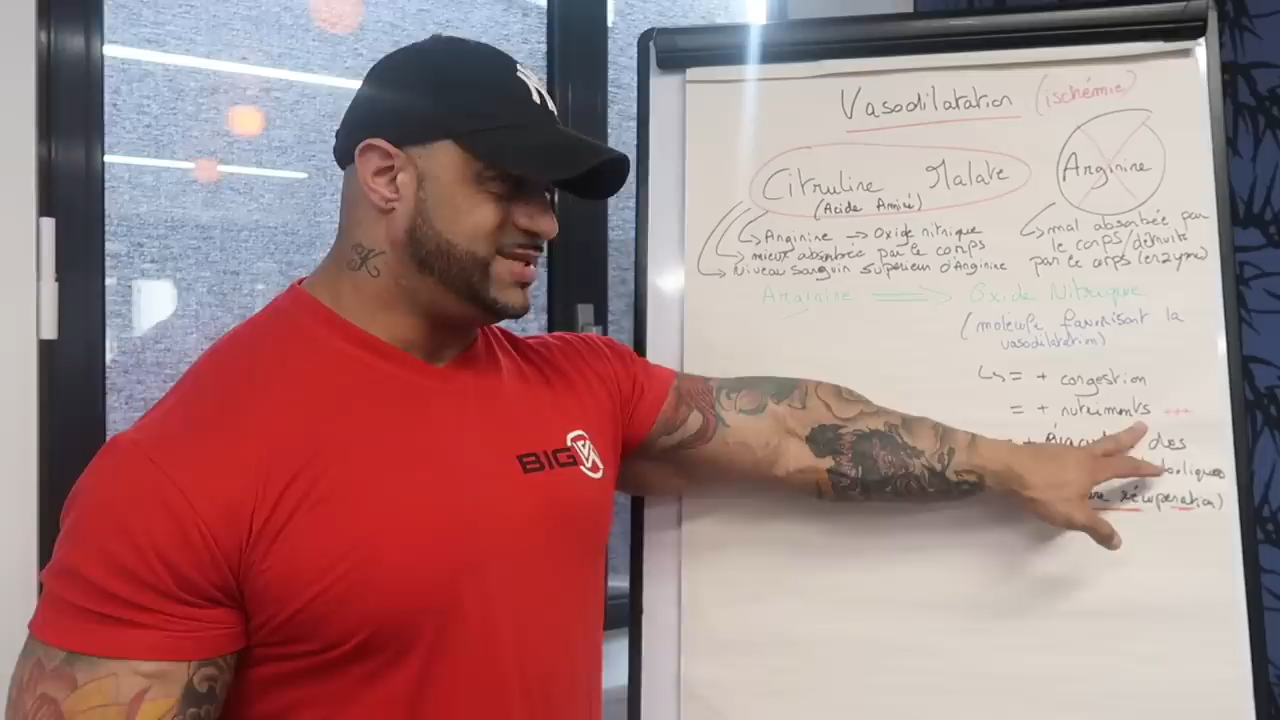 Vasodilatation (ischémie)
Citruline Malate
(Acide Aminé)
Arginine
Arginine → Oxide nitrique
mieux absorbée par le corps
Niveau sanguin supérieur d'Arginine
mal absorbée par
le corps/détruite
par le corps (enzyme)
Arginine ⟹ Oxide Nitrique
(molécule favorisant la
vasodilatation)
↳ = + congestion
= + nutriments +++
des
récupération)
BIG
NY
K